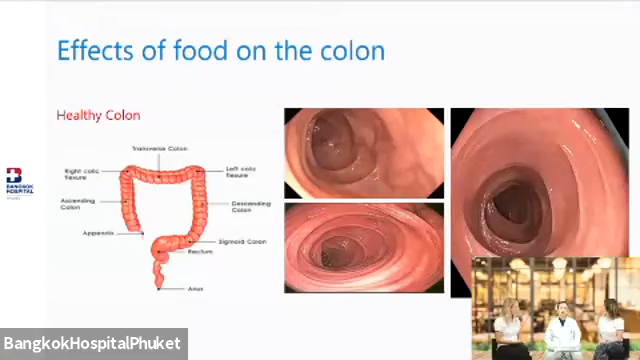 Effects of food on the colon
Healthy Colon
Transverse Colon
Right colic
flexure
Left colic
flexure
Ascending
Colon
Descending
Colon
Appendix
Sigmoid Colon
Rectum
Anus
BANGKOK
HOSPITAL
BangkokHospitalPhuket